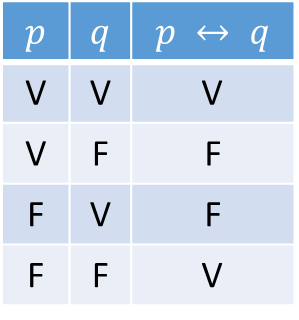 p q p ↔ q
V V V
V F F
F V F
F F V